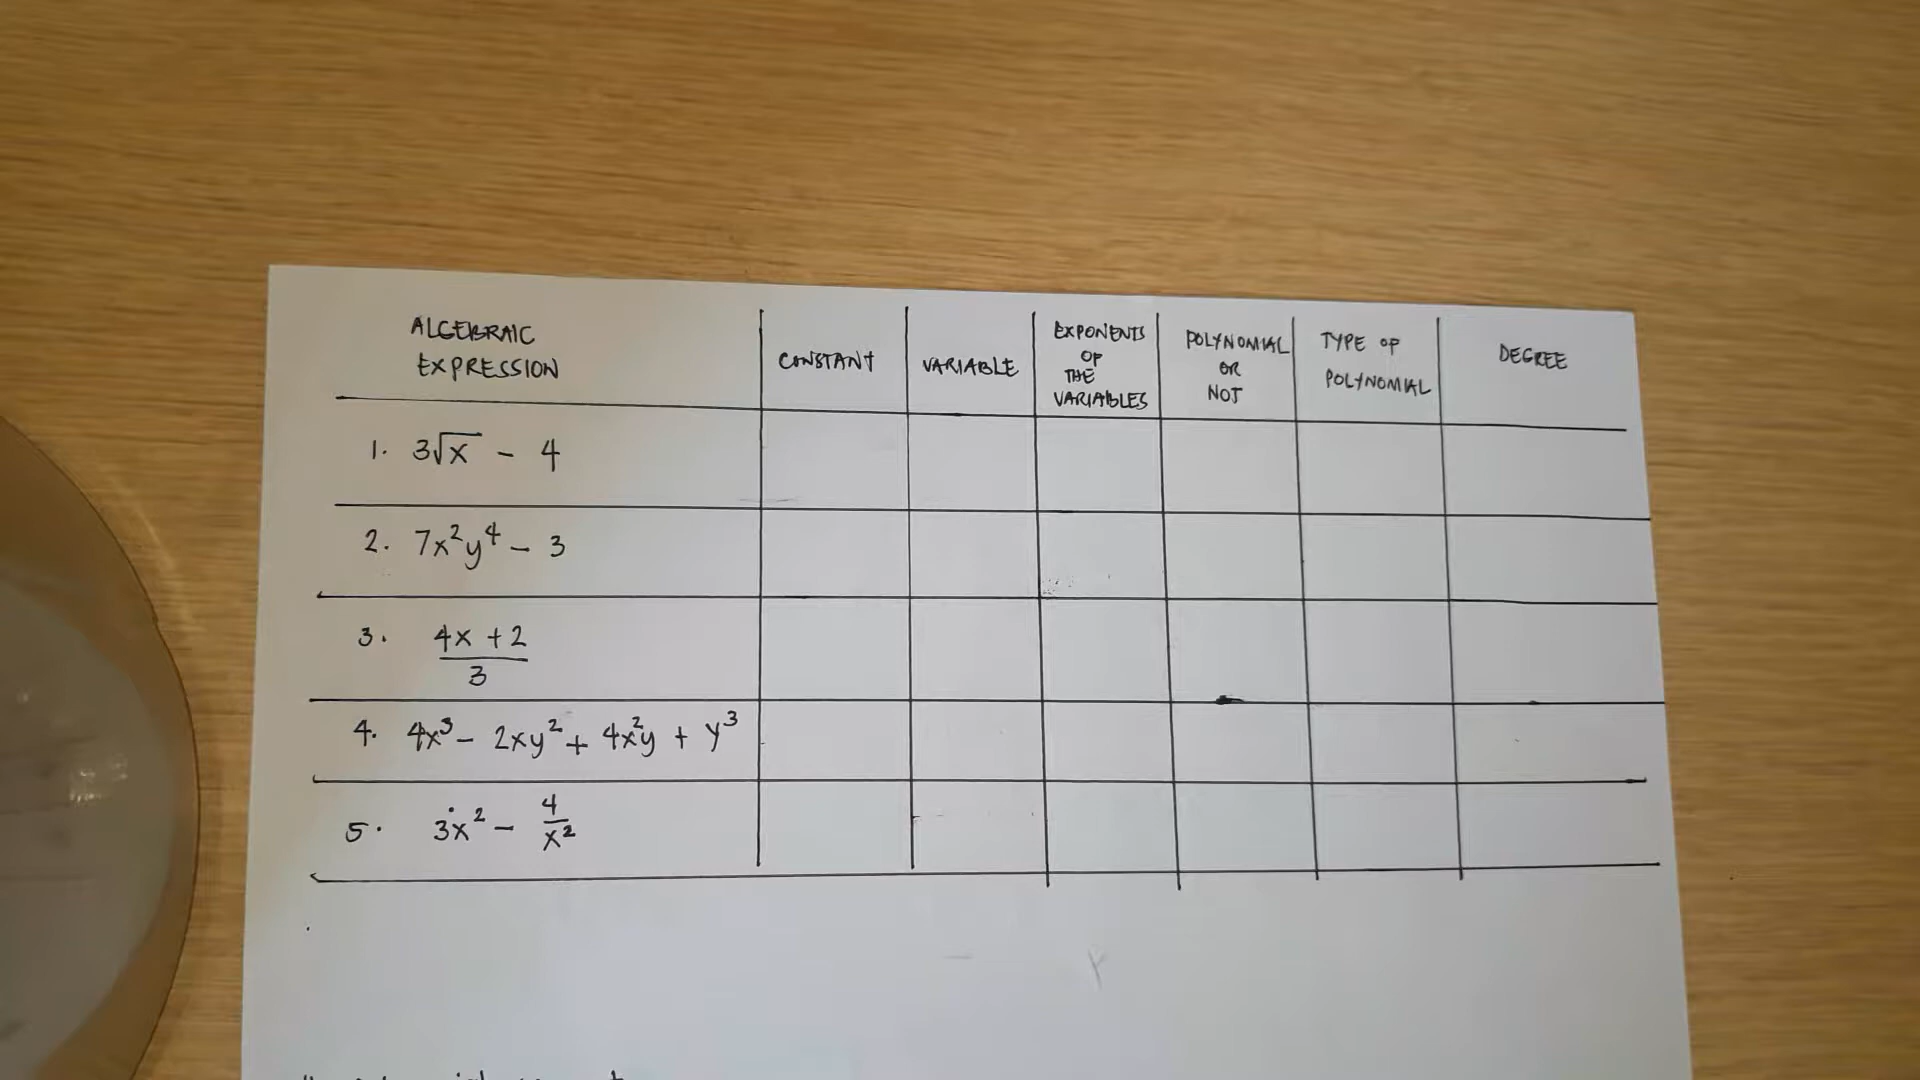 ALGEBRAIC EXPRESSION | CONSTANT | VARIABLE | EXPONENTS OF THE VARIABLES | POLYNOMIAL OR NOT | TYPE OF POLYNOMIAL | DEGREE
1. 3√x - 4
2. 7x²y⁴ - 3
3. (4x + 2)/3
4. 4x³ - 2xy² + 4x²y + y³
5. 3x² - 4/x²